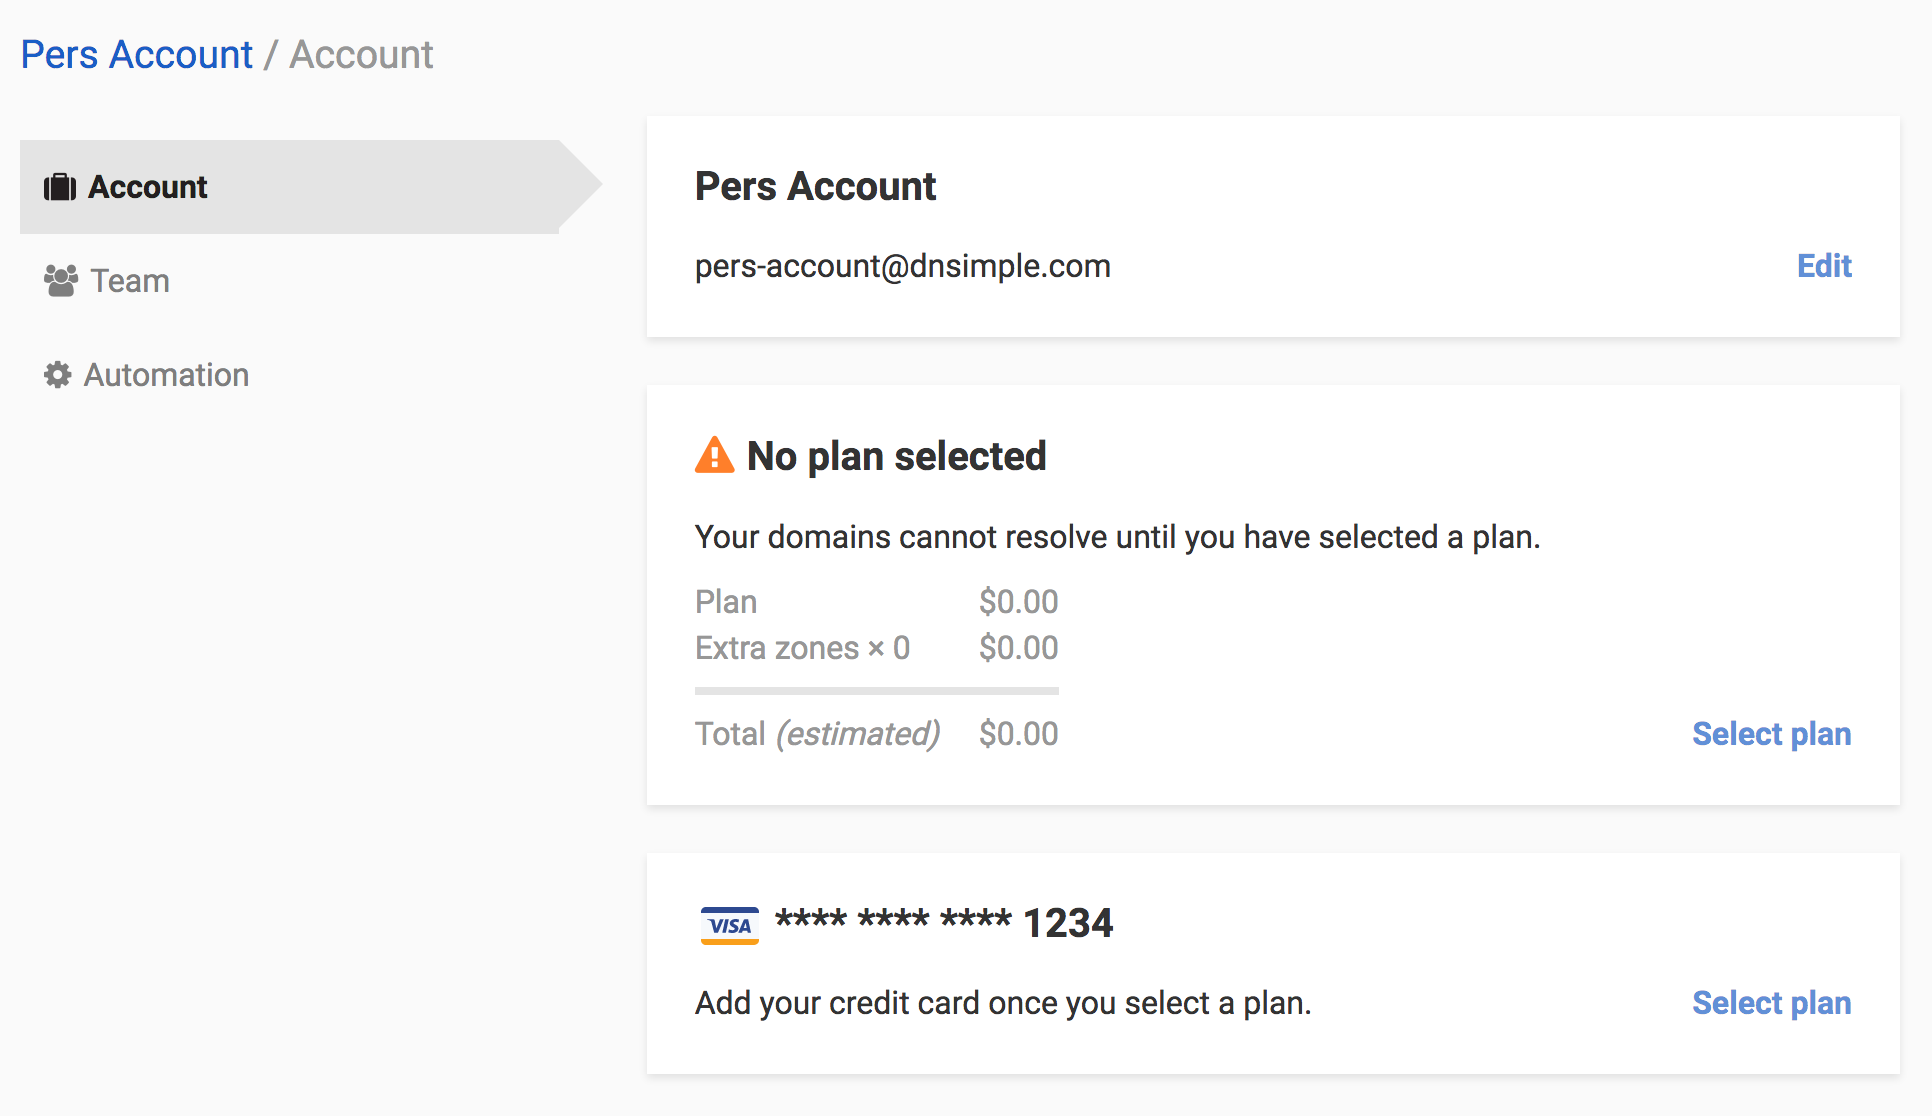 Pers Account / Account
Account
Team
Automation
Pers Account
pers-account@dnsimple.com
Edit
No plan selected
Your domains cannot resolve until you have selected a plan.
Plan $0.00
Extra zones × 0 $0.00
Total (estimated) $0.00
Select plan
VISA **** **** **** 1234
Add your credit card once you select a plan.
Select plan